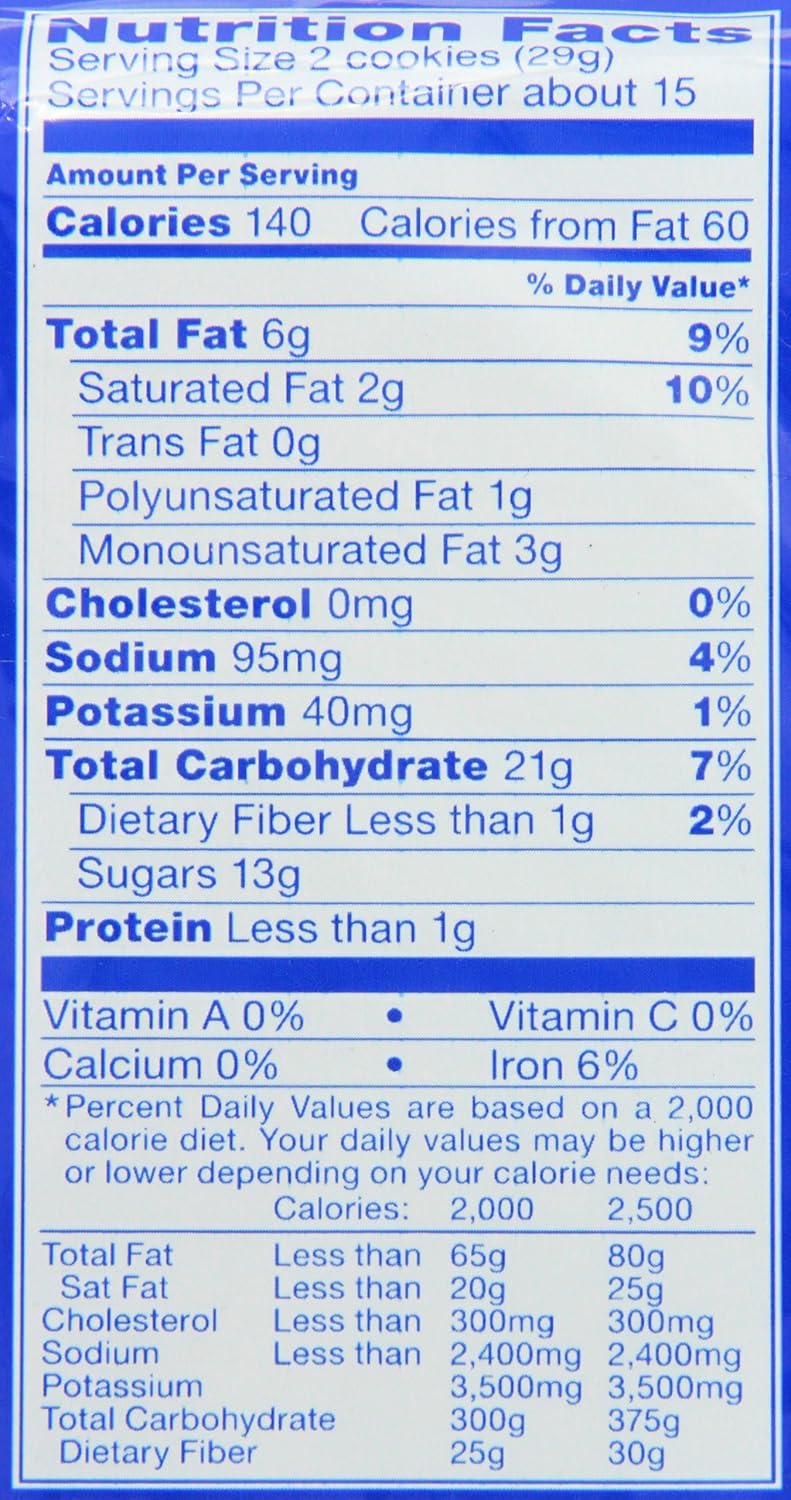 Nutrition Facts
Serving Size 2 cookies (29g)
Servings Per Container about 15
Amount Per Serving
Calories 140 Calories from Fat 60
% Daily Value*
Total Fat 6g 9%
Saturated Fat 2g 10%
Trans Fat 0g
Polyunsaturated Fat 1g
Monounsaturated Fat 3g
Cholesterol 0mg 0%
Sodium 95mg 4%
Potassium 40mg 1%
Total Carbohydrate 21g 7%
Dietary Fiber Less than 1g 2%
Sugars 13g
Protein Less than 1g
Vitamin A 0% • Vitamin C 0%
Calcium 0% • Iron 6%
*Percent Daily Values are based on a 2,000
calorie diet. Your daily values may be higher
or lower depending on your calorie needs:
Calories: 2,000 2,500
Total Fat Less than 65g 80g
Sat Fat Less than 20g 25g
Cholesterol Less than 300mg 300mg
Sodium Less than 2,400mg 2,400mg
Potassium 3,500mg 3,500mg
Total Carbohydrate 300g 375g
Dietary Fiber 25g 30g